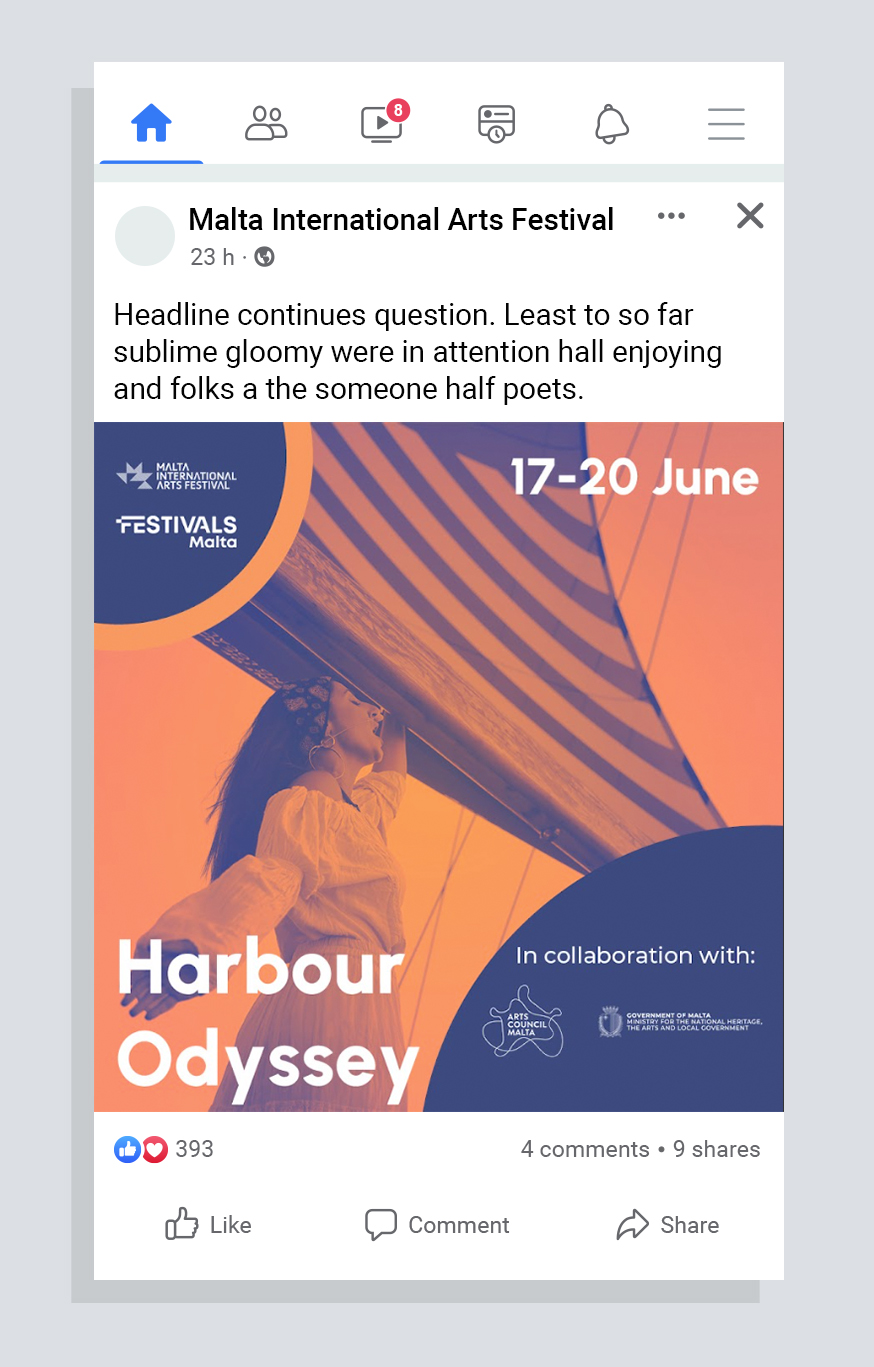 8
Malta International Arts Festival
23 h ·
Headline continues question. Least to so far
sublime gloomy were in attention hall enjoying
and folks a the someone half poets.
MALTA
INTERNATIONAL
ARTS FESTIVAL
FESTIVALS
Malta
17-20 June
Harbour
Odyssey
In collaboration with:
ARTS
COUNCIL
MALTA
GOVERNMENT OF MALTA
MINISTRY FOR THE NATIONAL HERITAGE,
THE ARTS AND LOCAL GOVERNMENT
393
4 comments • 9 shares
Like
Comment
Share